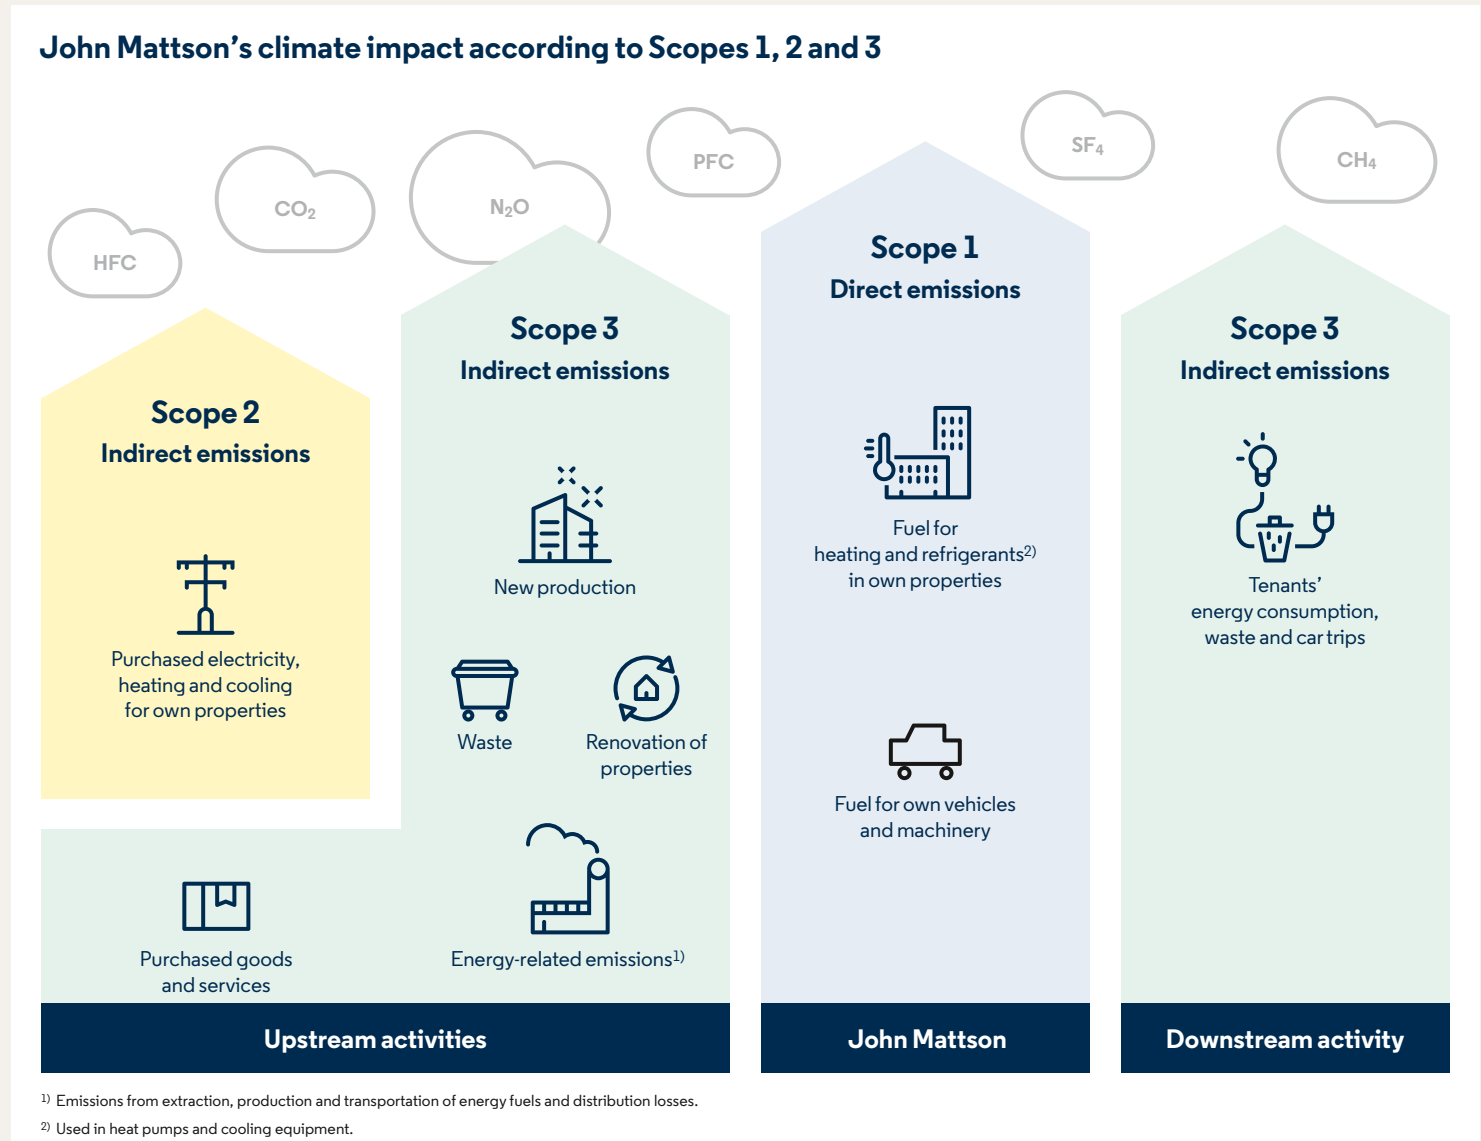 John Mattson’s climate impact according to Scopes 1, 2 and 3
HFC
CO₂
N₂O
PFC
SF₄
CH₄
Scope 2
Indirect emissions
Purchased electricity,
heating and cooling
for own properties
Scope 3
Indirect emissions
New production
Waste
Renovation of
properties
Purchased goods
and services
Energy-related emissions¹⁾
Upstream activities
Scope 1
Direct emissions
Fuel for
heating and refrigerants²⁾
in own properties
Fuel for own vehicles
and machinery
John Mattson
Scope 3
Indirect emissions
Tenants’
energy consumption,
waste and car trips
Downstream activity
¹⁾ Emissions from extraction, production and transportation of energy fuels and distribution losses.
²⁾ Used in heat pumps and cooling equipment.